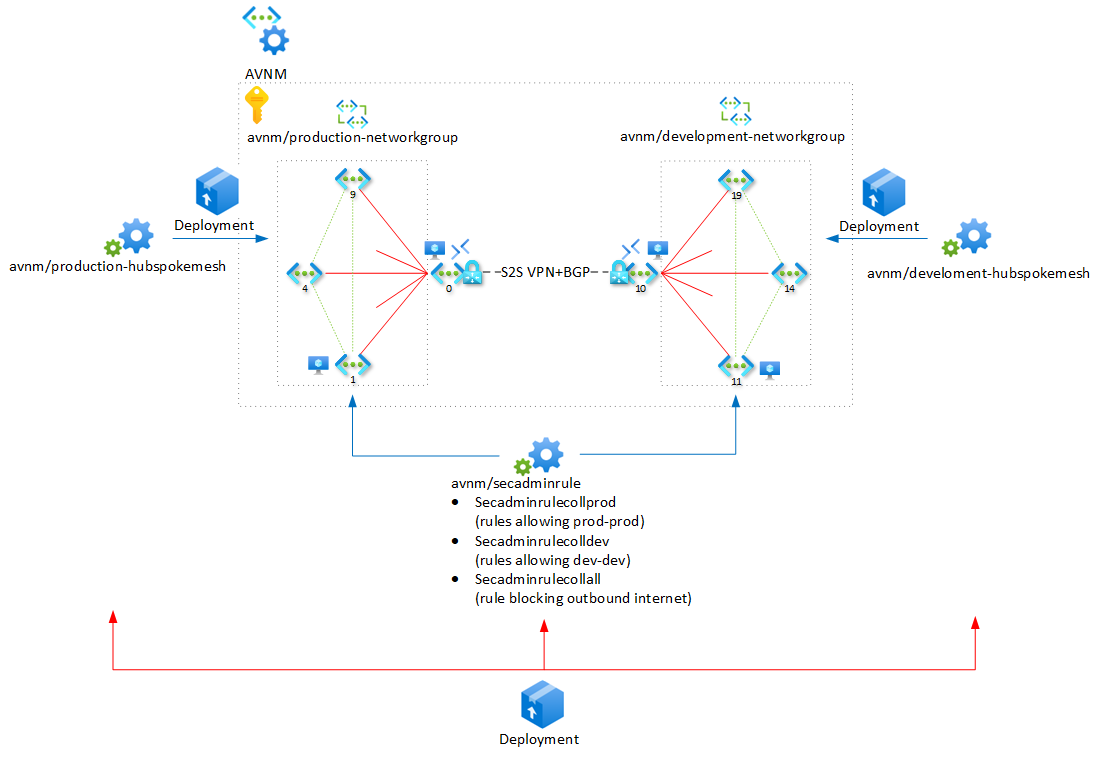 AVNM
avnm/production-networkgroup
avnm/development-networkgroup
9
19
Deployment
Deployment
avnm/production-hubspokemesh
avnm/develoment-hubspokemesh
S2S VPN+BGP
4
0
10
14
1
11
avnm/secadminrule
• Secadminrulecollprod
(rules allowing prod-prod)
• Secadminrulecolldev
(rules allowing dev-dev)
• Secadminrulecollall
(rule blocking outbound internet)
Deployment